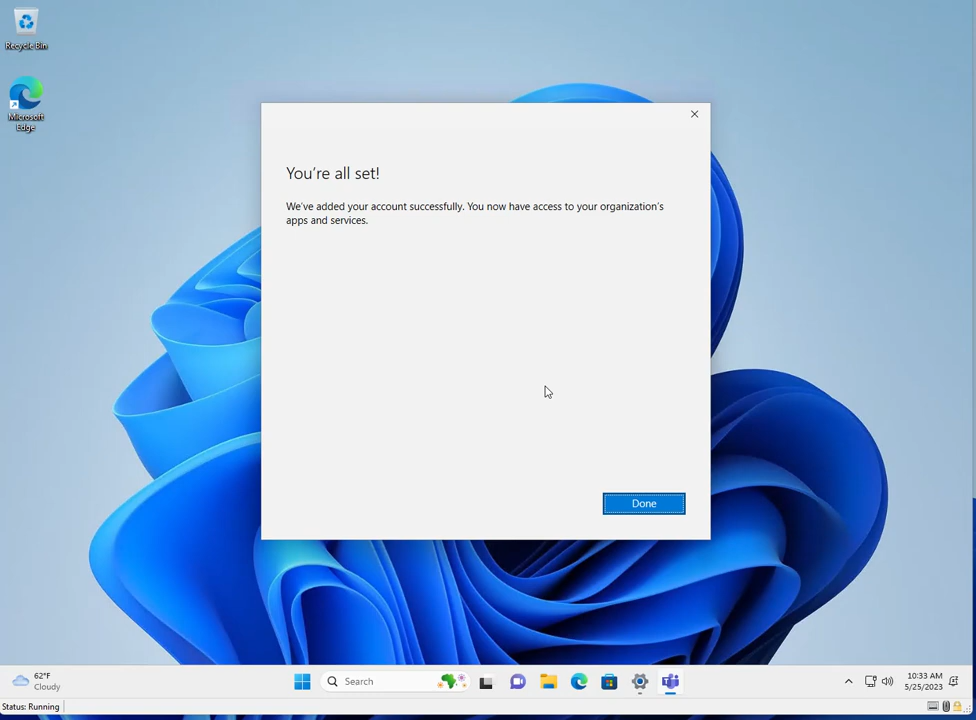 Recycle Bin
Microsoft
Edge
You're all set!
We've added your account successfully. You now have access to your organization's
apps and services.
Done
62°F
Cloudy
Search
10:33 AM
5/25/2023
Status: Running